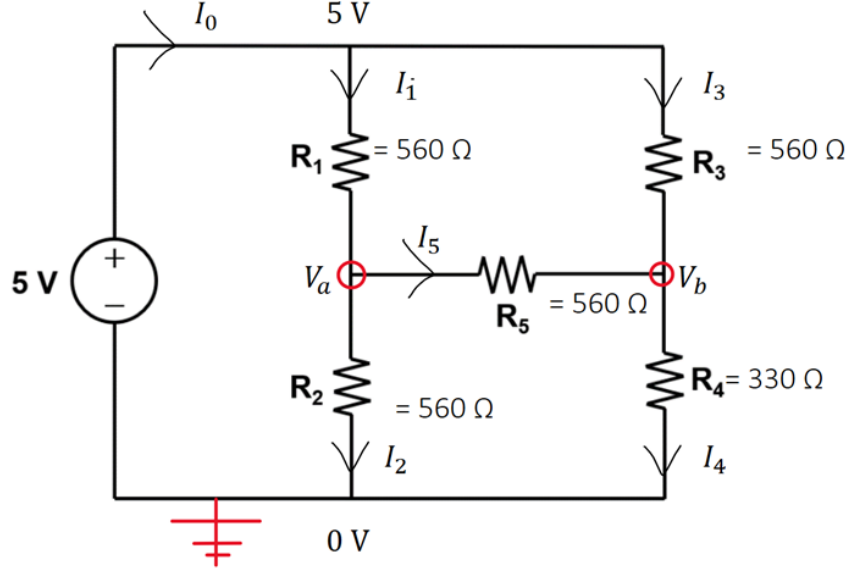 I₀
5 V
I₁
I₃
R₁
= 560 Ω
R₃
= 560 Ω
I₅
5 V
+
−
Vₐ
V_b
R₅
= 560 Ω
R₂
= 560 Ω
R₄= 330 Ω
I₂
I₄
0 V